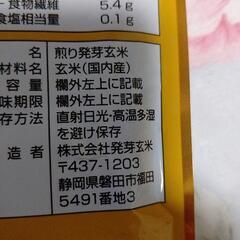 食物繊維 5.4g
食塩相当量 0.1g
煎り発芽玄米
材料名 玄米(国内産)
容量 欄外左上に記載
味期限 欄外左上に記載
存方法 直射日光・高温多湿
を避け保存
造者 株式会社発芽玄米
〒437-1203
静岡県磐田市福田
5491番地3